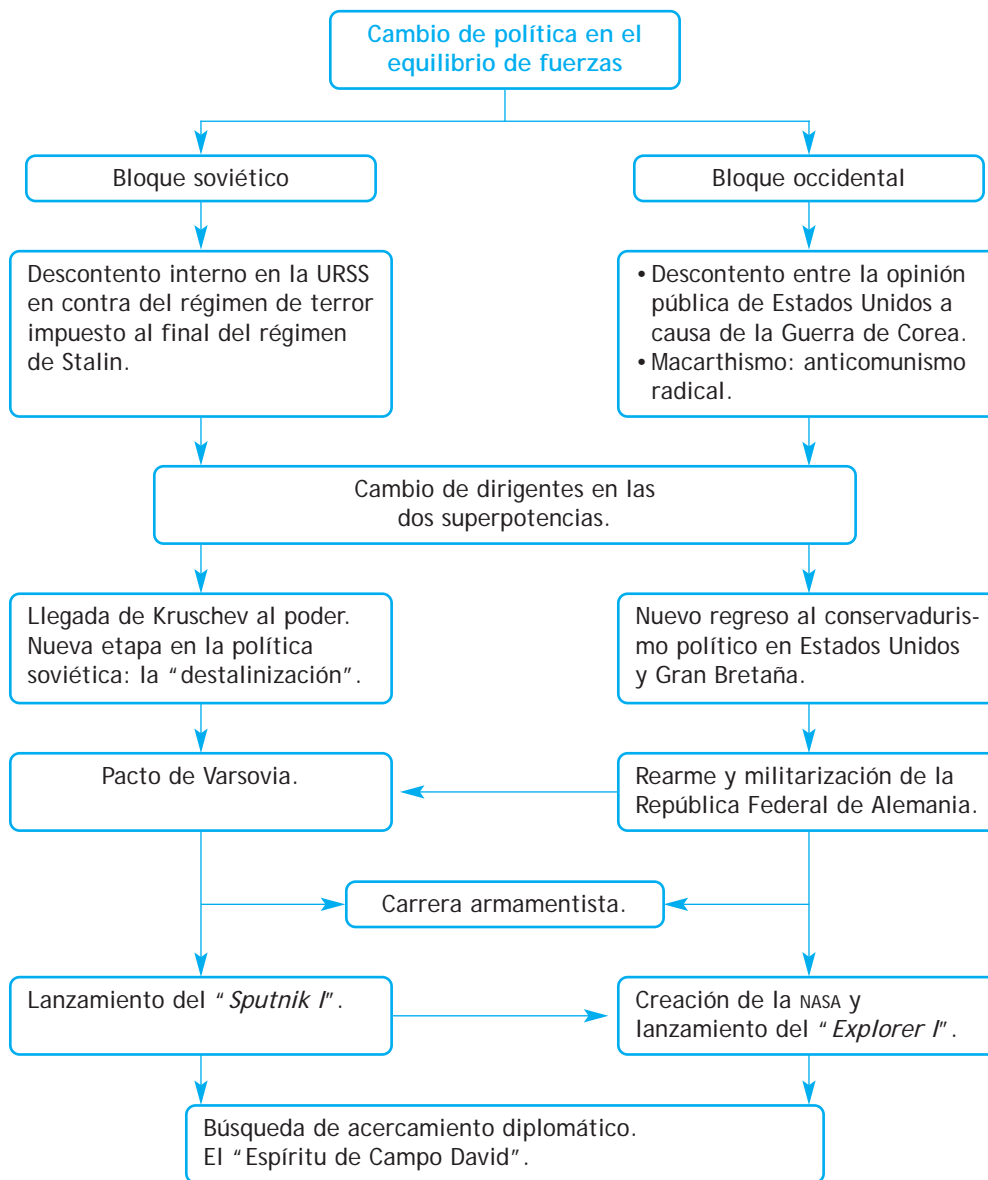 Cambio de política en el
equilibrio de fuerzas
Bloque soviético
Bloque occidental
Descontento interno en la URSS
en contra del régimen de terror
impuesto al final del régimen
de Stalin.
• Descontento entre la opinión
pública de Estados Unidos a
causa de la Guerra de Corea.
• Macarthismo: anticomunismo
radical.
Cambio de dirigentes en las
dos superpotencias.
Llegada de Kruschev al poder.
Nueva etapa en la política
soviética: la “destalinización”.
Nuevo regreso al conservaduris-
mo político en Estados Unidos
y Gran Bretaña.
Pacto de Varsovia.
Rearme y militarización de la
República Federal de Alemania.
Carrera armamentista.
Lanzamiento del “Sputnik I”.
Creación de la NASA y
lanzamiento del “Explorer I”.
Búsqueda de acercamiento diplomático.
El “Espíritu de Campo David”.